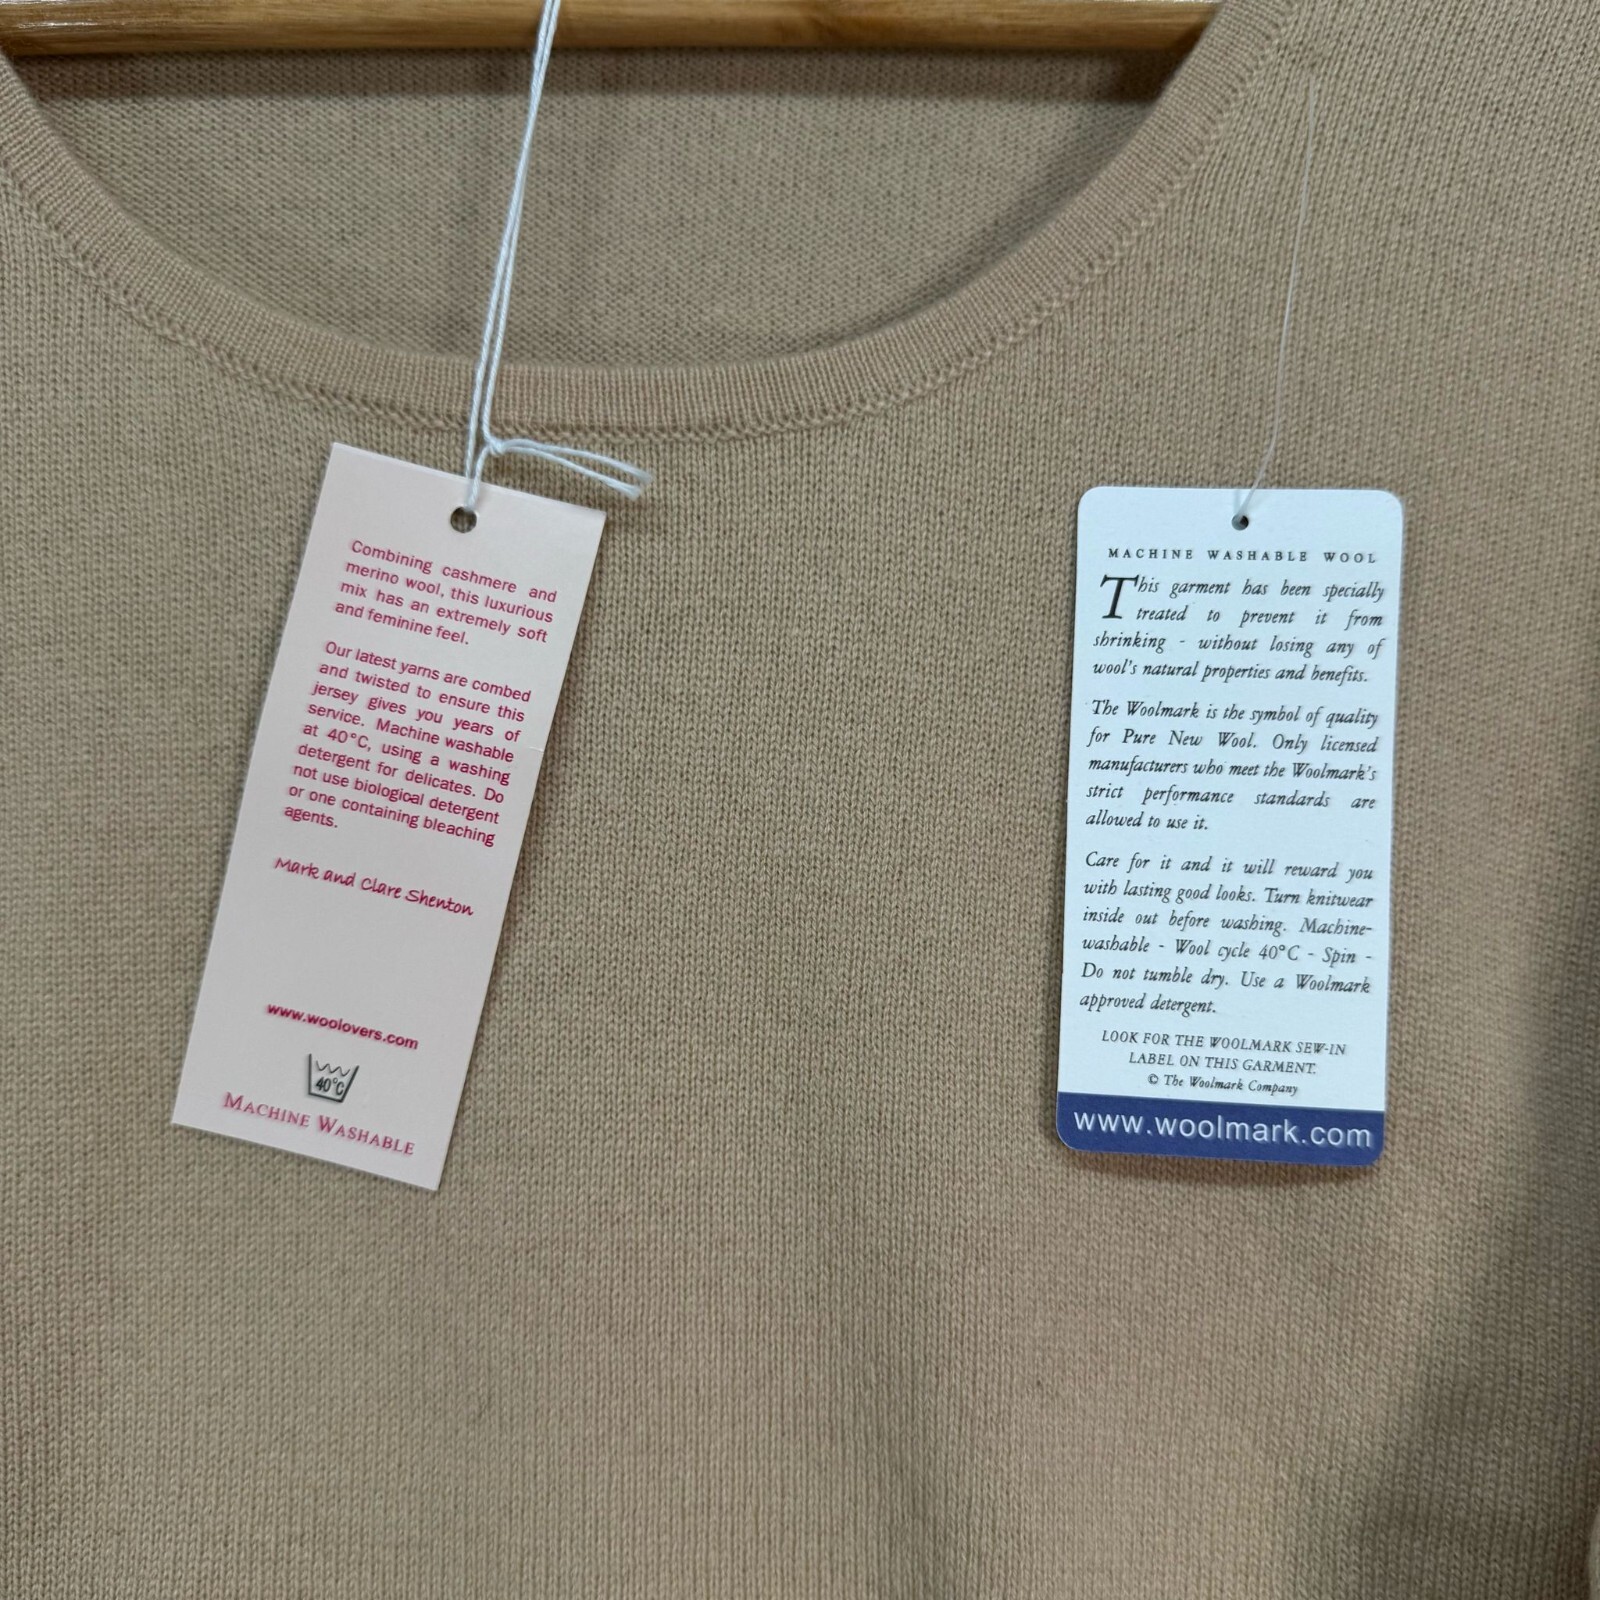 Combining cashmere and
merino wool, this luxurious
mix has an extremely soft
and feminine feel.
Our latest yarns are combed
and twisted to ensure this
jersey gives you years of
service. Machine washable
at 40°C, using a washing
detergent for delicates. Do
not use biological detergent
or one containing bleaching
agents.
Mark and Clare Shenton
www.woolovers.com
40°C
MACHINE WASHABLE
MACHINE WASHABLE WOOL
This garment has been specially
treated to prevent it from
shrinking - without losing any of
wool's natural properties and benefits.
The Woolmark is the symbol of quality
for Pure New Wool. Only licensed
manufacturers who meet the Woolmark's
strict performance standards are
allowed to use it.
Care for it and it will reward you
with lasting good looks. Turn knitwear
inside out before washing. Machine-
washable - Wool cycle 40°C - Spin -
Do not tumble dry. Use a Woolmark
approved detergent.
LOOK FOR THE WOOLMARK SEW-IN
LABEL ON THIS GARMENT.
© The Woolmark Company
www.woolmark.com